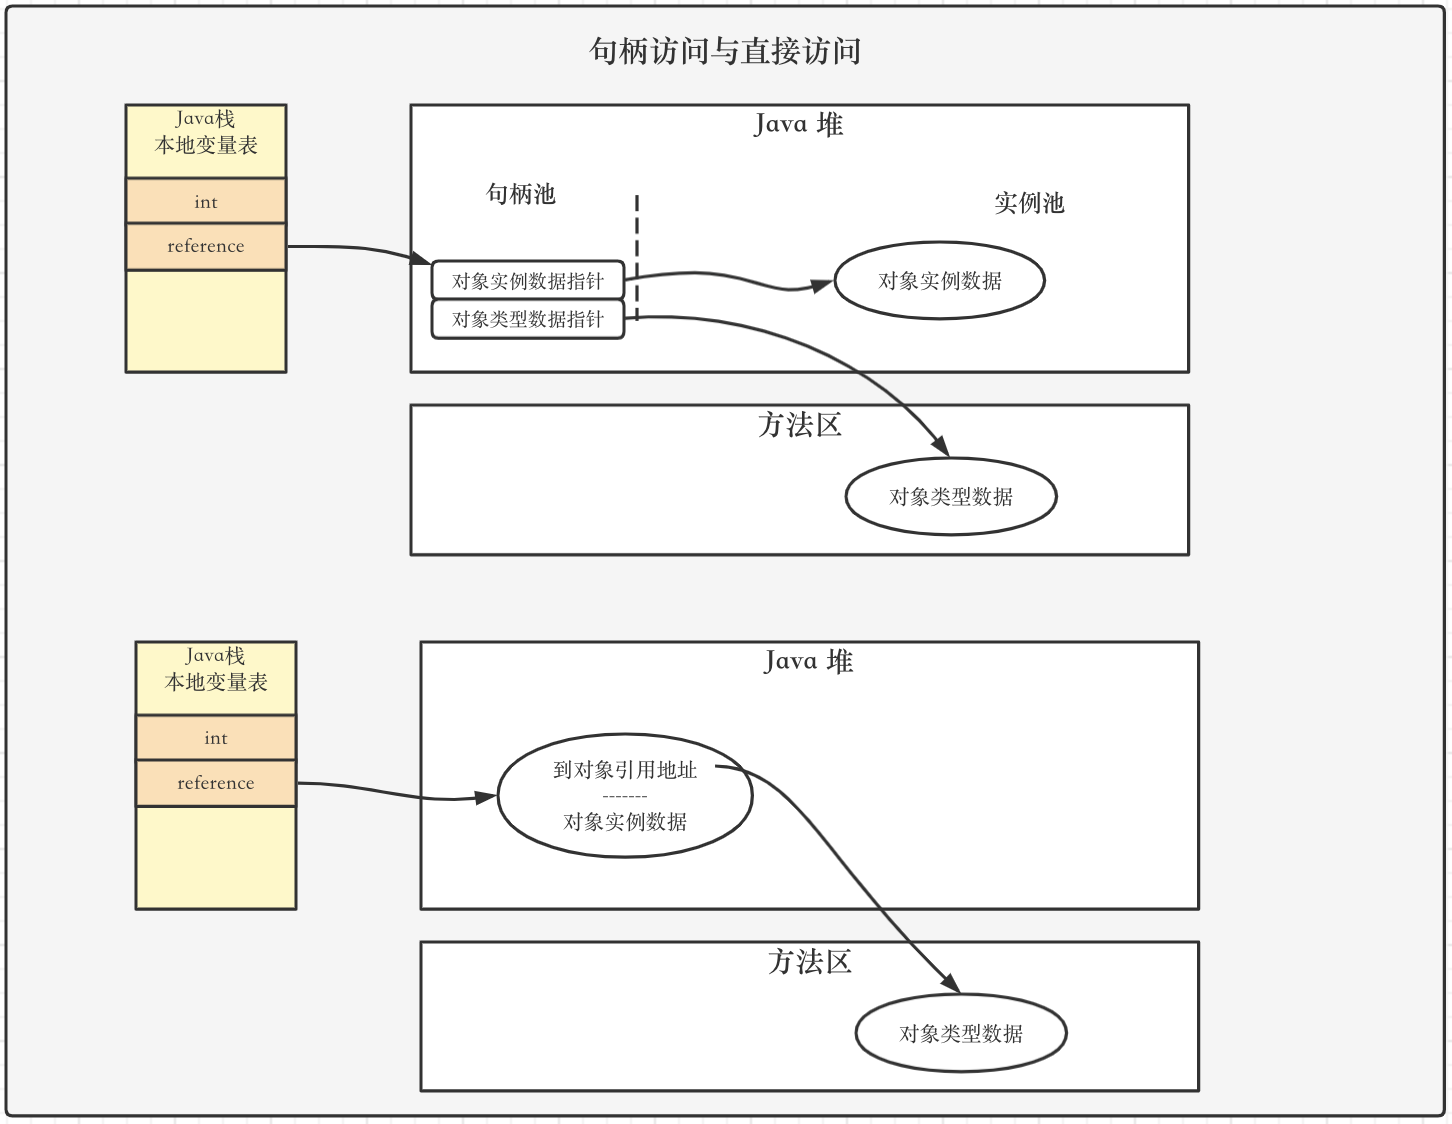 句柄访问与直接访问
Java栈
本地变量表
int
reference
Java 堆
句柄池
实例池
对象实例数据指针
对象类型数据指针
对象实例数据
方法区
对象类型数据
Java栈
本地变量表
int
reference
Java 堆
到对象引用地址
-------
对象实例数据
方法区
对象类型数据